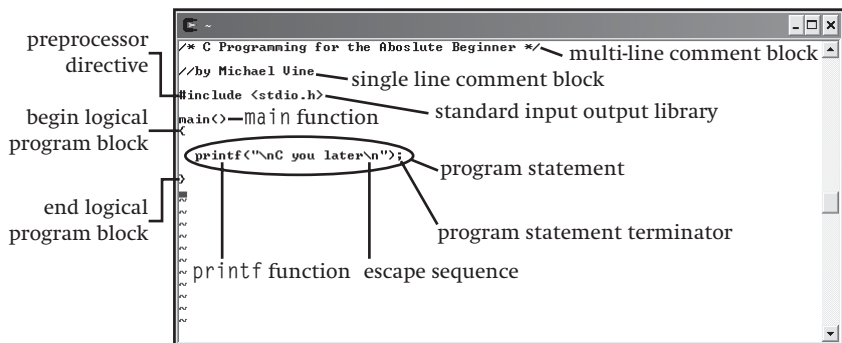 ~
preprocessor directive
/* C Programming for the Aboslute Beginner */
multi-line comment block
//by Michael Vine
single line comment block
#include <stdio.h>
standard input output library
main()
main function
begin logical program block
{
printf("\nC you later\n");
program statement
}
end logical program block
program statement terminator
printf function
escape sequence
~
~
~
~
~
~
~
~
~
~